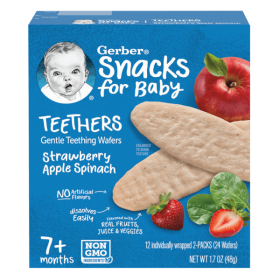 Gerber®
Snacks
for Baby
TEETHERS
Gentle Teething Wafers
Strawberry
Apple Spinach
NO Artificial
Flavors
dissolves
Easily
flavored with
REAL FRUITS,
JUICE & VEGGIES
7+
months
NON
GMO
12 individually wrapped 2-PACKS (24 Wafers)
NET WT 1.7 OZ (48g)